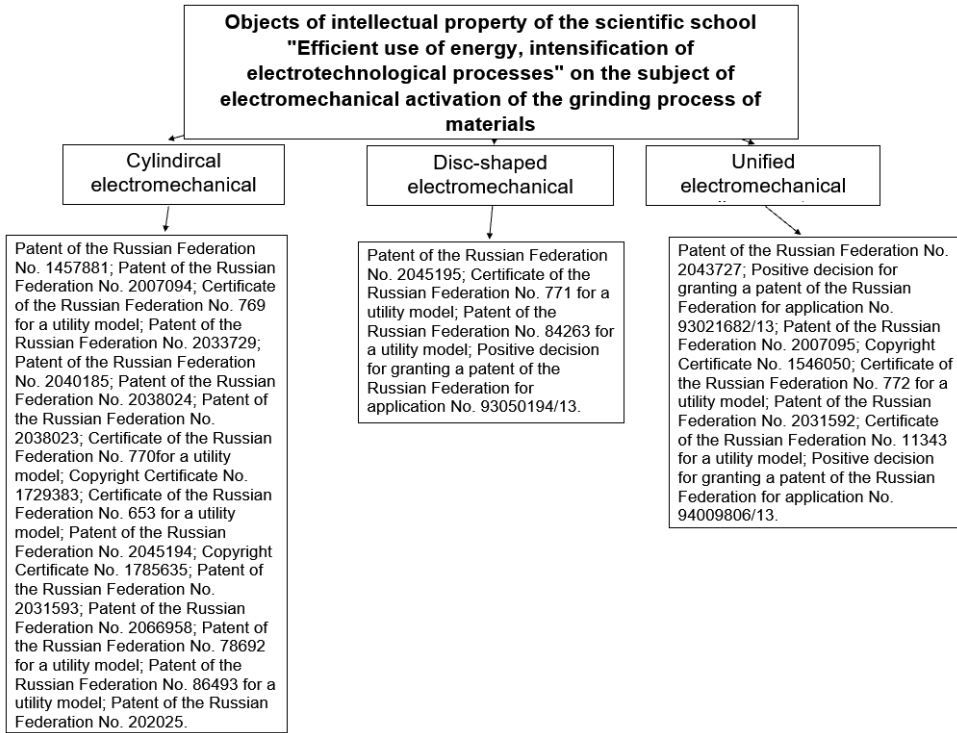 Objects of intellectual property of the scientific school
"Efficient use of energy, intensification of
electrotechnological processes" on the subject of
electromechanical activation of the grinding process of
materials
Cylindircal
electromechanical
Disc-shaped
electromechanical
Unified
electromechanical
Patent of the Russian Federation
No. 1457881; Patent of the Russian
Federation No. 2007094; Certificate
of the Russian Federation No. 769
for a utility model; Patent of the
Russian Federation No. 2033729;
Patent of the Russian Federation
No. 2040185; Patent of the Russian
Federation No. 2038024; Patent of
the Russian Federation No.
2038023; Certificate of the Russian
Federation No. 770for a utility
model; Copyright Certificate No.
1729383; Certificate of the Russian
Federation No. 653 for a utility
model; Patent of the Russian
Federation No. 2045194; Copyright
Certificate No. 1785635; Patent of
the Russian Federation No.
2031593; Patent of the Russian
Federation No. 2066958; Patent of
the Russian Federation No. 78692
for a utility model; Patent of the
Russian Federation No. 86493 for a
utility model; Patent of the Russian
Federation No. 202025.
Patent of the Russian Federation
No. 2045195; Certificate of the
Russian Federation No. 771 for a
utility model; Patent of the
Russian Federation No. 84263 for
a utility model; Positive decision
for granting a patent of the
Russian Federation for
application No. 93050194/13.
Patent of the Russian Federation No.
2043727; Positive decision for
granting a patent of the Russian
Federation for application No.
93021682/13; Patent of the Russian
Federation No. 2007095; Copyright
Certificate No. 1546050; Certificate of
the Russian Federation No. 772 for a
utility model; Patent of the Russian
Federation No. 2031592; Certificate
of the Russian Federation No. 11343
for a utility model; Positive decision
for granting a patent of the Russian
Federation for application No.
94009806/13.